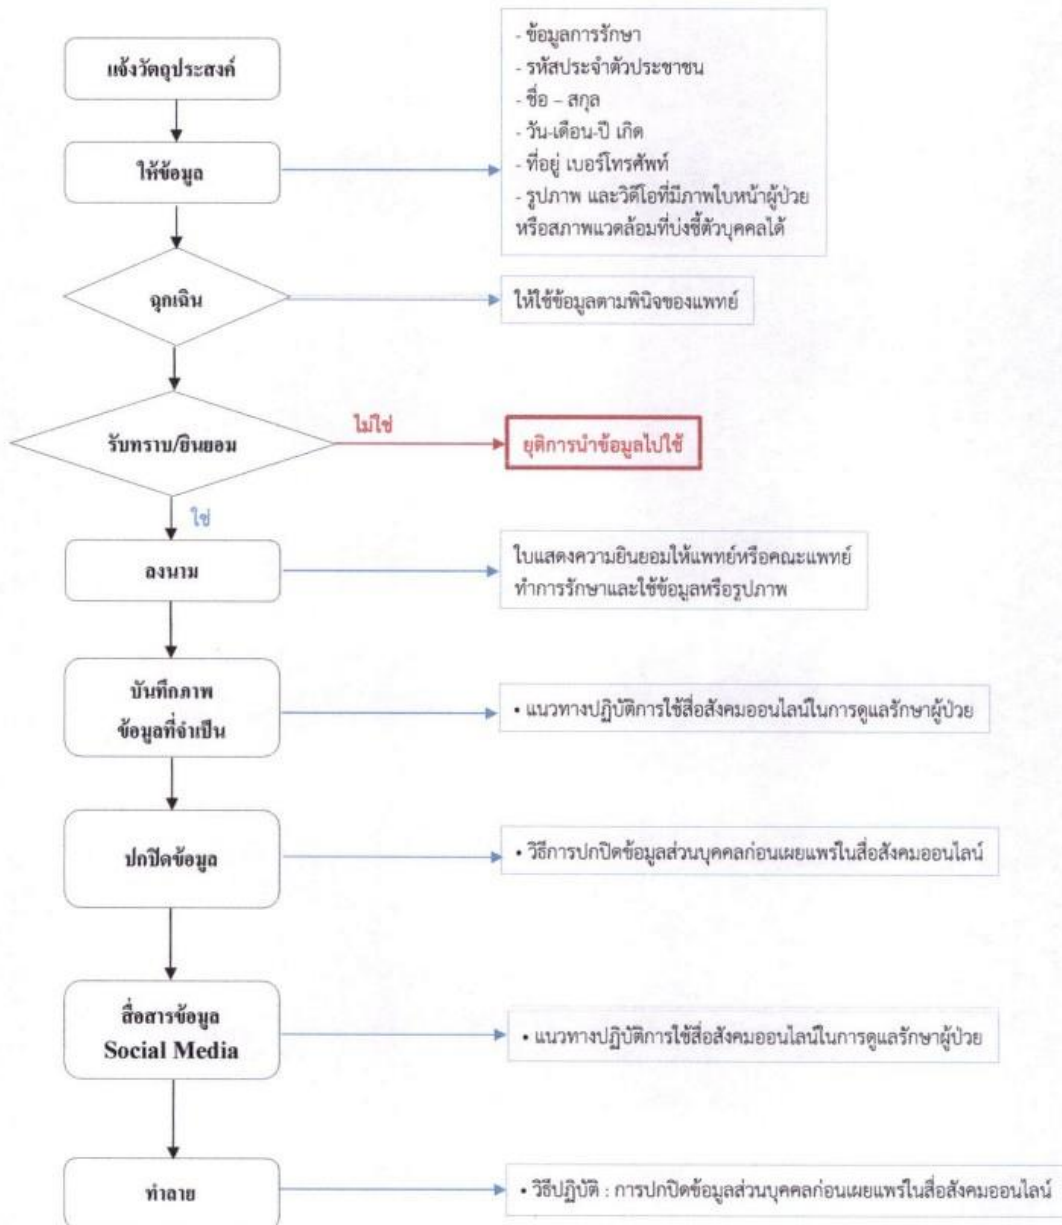 แจ้งวัตถุประสงค์
- ข้อมูลการรักษา
- รหัสประจำตัวประชาชน
- ชื่อ – สกุล
- วัน-เดือน-ปี เกิด
- ที่อยู่ เบอร์โทรศัพท์
- รูปภาพ และวิดีโอที่มีภาพใบหน้าผู้ป่วย
หรือสภาพแวดล้อมที่บ่งชี้ตัวบุคคลได้
ให้ข้อมูล
ฉุกเฉิน
ให้ใช้ข้อมูลตามพินิจของแพทย์
รับทราบ/ยินยอม
ไม่ใช่
ยุติการนำข้อมูลไปใช้
ใช่
ลงนาม
ใบแสดงความยินยอมให้แพทย์หรือคณะแพทย์
ทำการรักษาและใช้ข้อมูลหรือรูปภาพ
บันทึกภาพ
ข้อมูลที่จำเป็น
• แนวทางปฏิบัติการใช้สื่อสังคมออนไลน์ในการดูแลรักษาผู้ป่วย
ปกปิดข้อมูล
• วิธีการปกปิดข้อมูลส่วนบุคคลก่อนเผยแพร่ในสื่อสังคมออนไลน์
สื่อสารข้อมูล
Social Media
• แนวทางปฏิบัติการใช้สื่อสังคมออนไลน์ในการดูแลรักษาผู้ป่วย
ทำลาย
• วิธีปฏิบัติ : การปกปิดข้อมูลส่วนบุคคลก่อนเผยแพร่ในสื่อสังคมออนไลน์